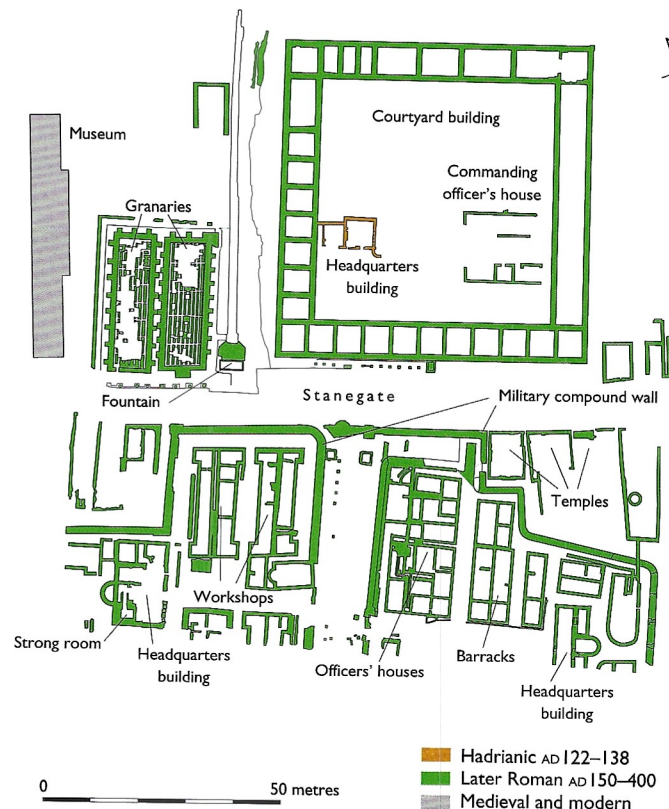 Courtyard building
Museum
Commanding
officer's house
Granaries
Headquarters
building
Fountain
Stanegate
Military compound wall
Temples
Workshops
Strong room
Headquarters
building
Officers' houses
Barracks
Headquarters
building
0
50 metres
Hadrianic AD 122–138
Later Roman AD 150–400
Medieval and modern